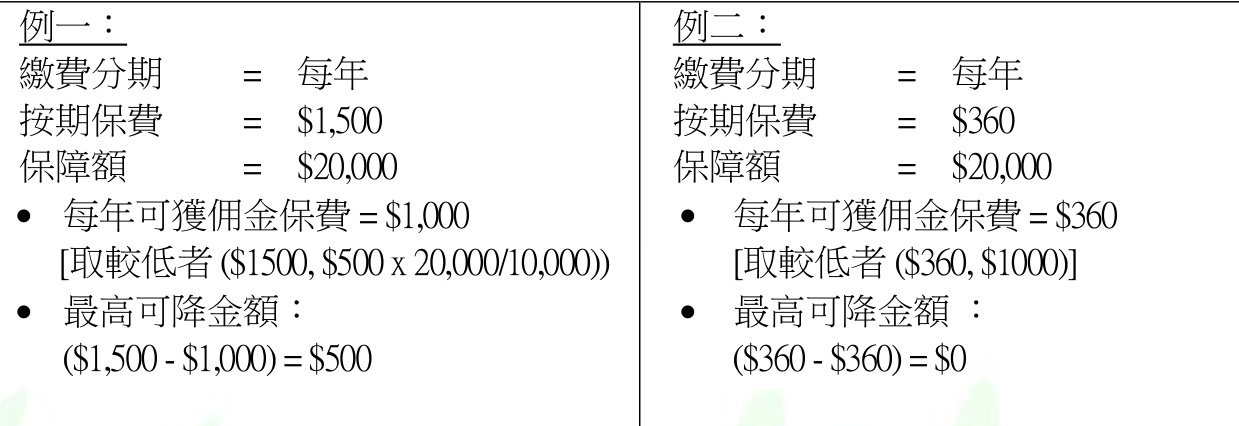 例一：
繳費分期 = 每年
按期保費 = $1,500
保障額 = $20,000
• 每年可獲佣金保費 = $1,000
[取較低者 ($1500, $500 x 20,000/10,000))
• 最高可降金額：
($1,500 - $1,000) = $500
例二：
繳費分期 = 每年
按期保費 = $360
保障額 = $20,000
• 每年可獲佣金保費 = $360
[取較低者 ($360, $1000)]
• 最高可降金額 ：
($360 - $360) = $0